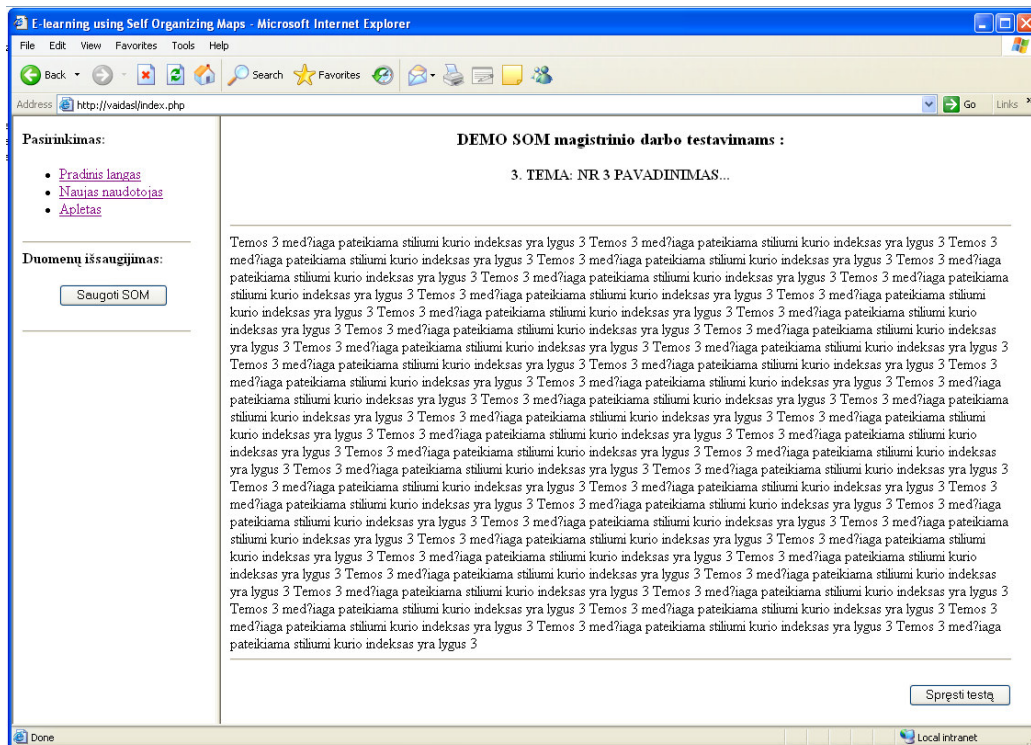 E-learning using Self Organizing Maps - Microsoft Internet Explorer
File Edit View Favorites Tools Help
Back Search Favorites
Address http://vaidasl/index.php Go Links
Pasirinkimas:
Pradinis langas
Naujas naudotojas
Apletas
Duomenų išsaugijimas:
Saugoti SOM
DEMO SOM magistrinio darbo testavimams :
3. TEMA: NR 3 PAVADINIMAS...
Temos 3 med?iaga pateikiama stiliumi kurio indeksas yra lygus 3 Temos 3 med?iaga pateikiama stiliumi kurio indeksas yra lygus 3 Temos 3
med?iaga pateikiama stiliumi kurio indeksas yra lygus 3 Temos 3 med?iaga pateikiama stiliumi kurio indeksas yra lygus 3 Temos 3 med?iaga
pateikiama stiliumi kurio indeksas yra lygus 3 Temos 3 med?iaga pateikiama stiliumi kurio indeksas yra lygus 3 Temos 3 med?iaga pateikiama
stiliumi kurio indeksas yra lygus 3 Temos 3 med?iaga pateikiama stiliumi kurio indeksas yra lygus 3 Temos 3 med?iaga pateikiama stiliumi
kurio indeksas yra lygus 3 Temos 3 med?iaga pateikiama stiliumi kurio indeksas yra lygus 3 Temos 3 med?iaga pateikiama stiliumi kurio
indeksas yra lygus 3 Temos 3 med?iaga pateikiama stiliumi kurio indeksas yra lygus 3 Temos 3 med?iaga pateikiama stiliumi kurio indeksas
yra lygus 3 Temos 3 med?iaga pateikiama stiliumi kurio indeksas yra lygus 3 Temos 3 med?iaga pateikiama stiliumi kurio indeksas yra lygus 3
Temos 3 med?iaga pateikiama stiliumi kurio indeksas yra lygus 3 Temos 3 med?iaga pateikiama stiliumi kurio indeksas yra lygus 3 Temos 3
med?iaga pateikiama stiliumi kurio indeksas yra lygus 3 Temos 3 med?iaga pateikiama stiliumi kurio indeksas yra lygus 3 Temos 3 med?iaga
pateikiama stiliumi kurio indeksas yra lygus 3 Temos 3 med?iaga pateikiama stiliumi kurio indeksas yra lygus 3 Temos 3 med?iaga pateikiama
stiliumi kurio indeksas yra lygus 3 Temos 3 med?iaga pateikiama stiliumi kurio indeksas yra lygus 3 Temos 3 med?iaga pateikiama stiliumi
kurio indeksas yra lygus 3 Temos 3 med?iaga pateikiama stiliumi kurio indeksas yra lygus 3 Temos 3 med?iaga pateikiama stiliumi kurio
indeksas yra lygus 3 Temos 3 med?iaga pateikiama stiliumi kurio indeksas yra lygus 3 Temos 3 med?iaga pateikiama stiliumi kurio indeksas
yra lygus 3 Temos 3 med?iaga pateikiama stiliumi kurio indeksas yra lygus 3 Temos 3 med?iaga pateikiama stiliumi kurio indeksas yra lygus 3
Temos 3 med?iaga pateikiama stiliumi kurio indeksas yra lygus 3 Temos 3 med?iaga pateikiama stiliumi kurio indeksas yra lygus 3 Temos 3
med?iaga pateikiama stiliumi kurio indeksas yra lygus 3 Temos 3 med?iaga pateikiama stiliumi kurio indeksas yra lygus 3 Temos 3 med?iaga
pateikiama stiliumi kurio indeksas yra lygus 3 Temos 3 med?iaga pateikiama stiliumi kurio indeksas yra lygus 3 Temos 3 med?iaga pateikiama
stiliumi kurio indeksas yra lygus 3 Temos 3 med?iaga pateikiama stiliumi kurio indeksas yra lygus 3 Temos 3 med?iaga pateikiama stiliumi
kurio indeksas yra lygus 3 Temos 3 med?iaga pateikiama stiliumi kurio indeksas yra lygus 3 Temos 3 med?iaga pateikiama stiliumi kurio
indeksas yra lygus 3 Temos 3 med?iaga pateikiama stiliumi kurio indeksas yra lygus 3 Temos 3 med?iaga pateikiama stiliumi kurio indeksas
yra lygus 3 Temos 3 med?iaga pateikiama stiliumi kurio indeksas yra lygus 3 Temos 3 med?iaga pateikiama stiliumi kurio indeksas yra lygus 3
Temos 3 med?iaga pateikiama stiliumi kurio indeksas yra lygus 3 Temos 3 med?iaga pateikiama stiliumi kurio indeksas yra lygus 3 Temos 3
med?iaga pateikiama stiliumi kurio indeksas yra lygus 3 Temos 3 med?iaga pateikiama stiliumi kurio indeksas yra lygus 3 Temos 3 med?iaga
pateikiama stiliumi kurio indeksas yra lygus 3
Spręsti testą
Done Local intranet